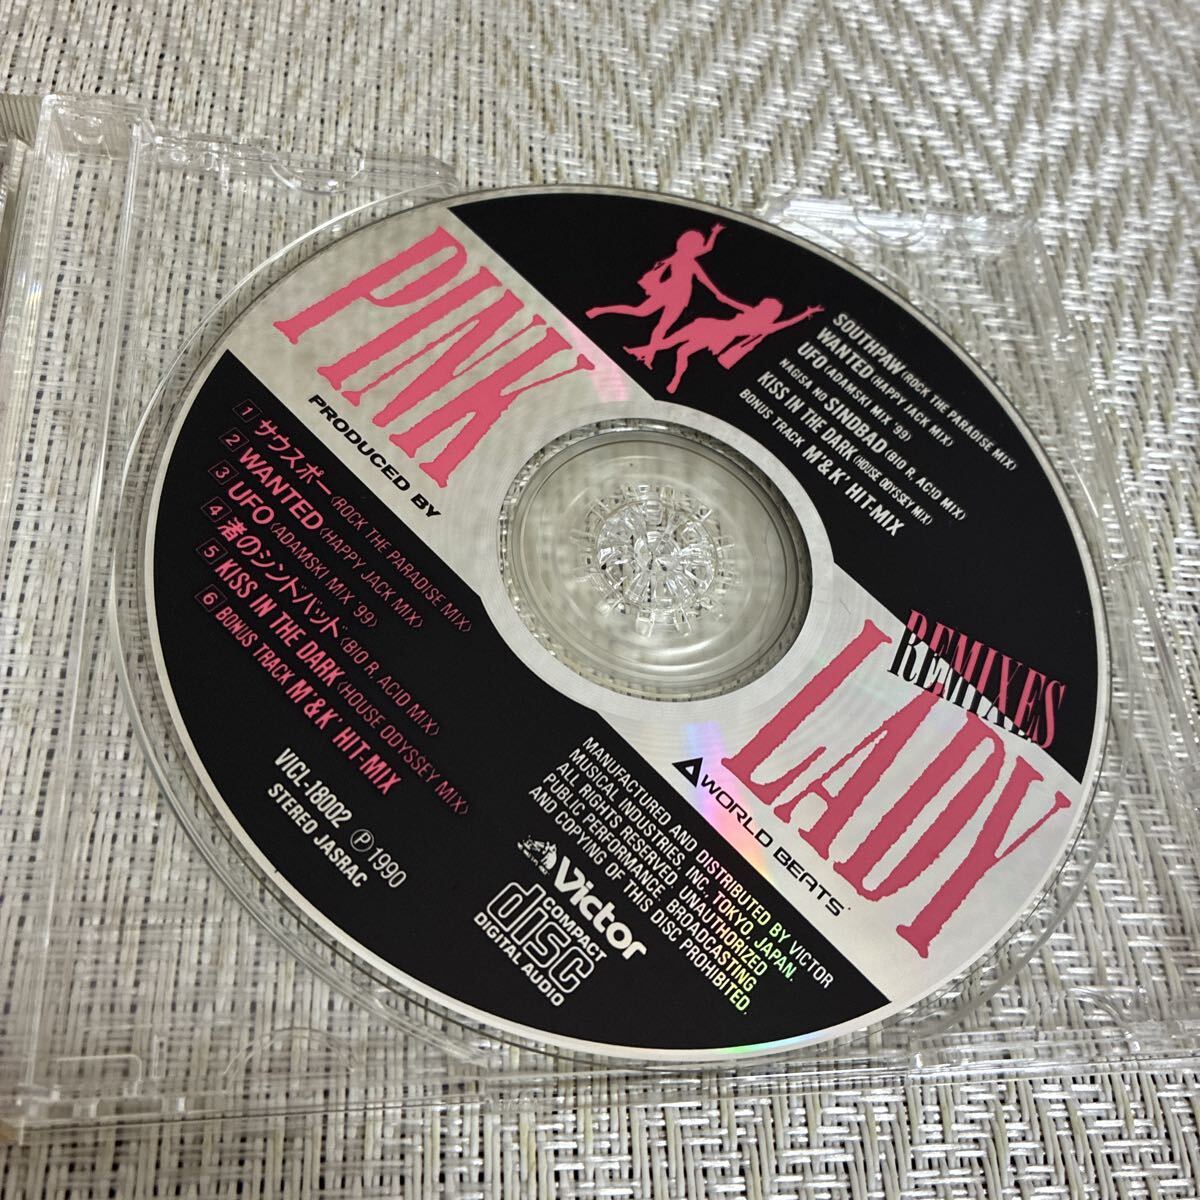 PINK
LADY
REMIXES
PRODUCED BY
WORLD BEATS
SOUTHPAW (ROCK THE PARADISE MIX)
WANTED (HAPPY JACK MIX)
UFO (ADAMSKI MIX '99)
NAGISA NO SINDBAD (BIO R. ACID MIX)
KISS IN THE DARK (HOUSE ODYSSEY MIX)
BONUS TRACK M'&K' HIT-MIX
1 サウスポー〈ROCK THE PARADISE MIX〉
2 WANTED〈HAPPY JACK MIX〉
3 UFO〈ADAMSKI MIX '99〉
4 渚のシンドバット〈BIO R. ACID MIX〉
5 KISS IN THE DARK〈HOUSE ODYSSEY MIX〉
6 BONUS TRACK M'&K' HIT-MIX
VICL-18002 Ⓟ1990
STEREO JASRAC
Victor
COMPACT
disc
DIGITAL AUDIO
MANUFACTURED AND DISTRIBUTED BY VICTOR
MUSICAL INDUSTRIES INC. TOKYO, JAPAN.
ALL RIGHTS RESERVED. UNAUTHORIZED
PUBLIC PERFORMANCE, BROADCASTING
AND COPYING OF THIS DISC PROHIBITED.